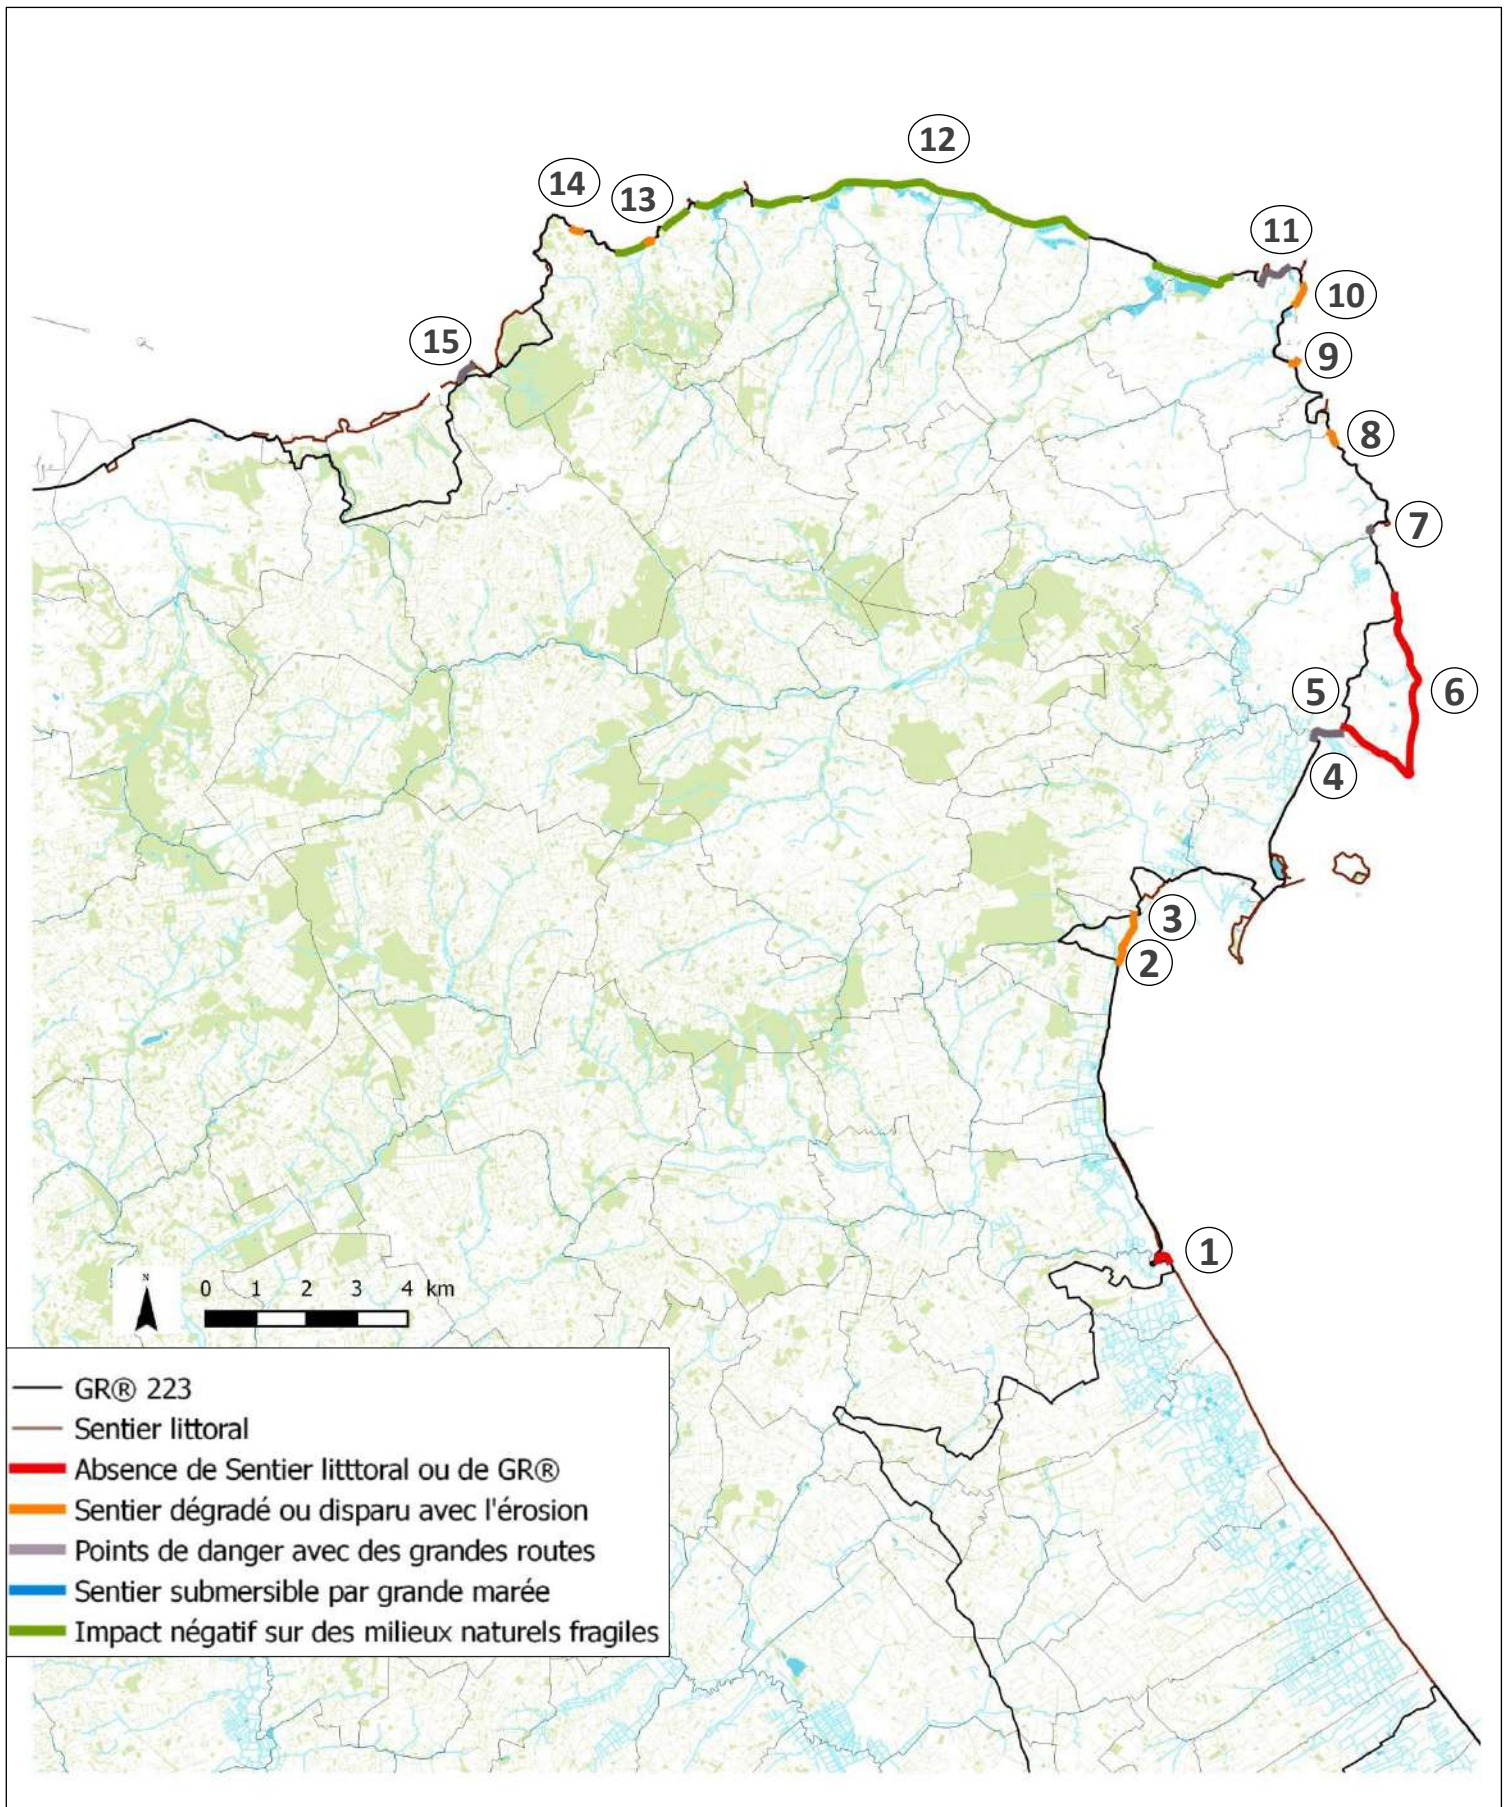 12
14
13
11
10
15
9
8
7
5
6
4
3
2
1
N
0 1 2 3 4 km
GR® 223
Sentier littoral
Absence de Sentier litttoral ou de GR®
Sentier dégradé ou disparu avec l'érosion
Points de danger avec des grandes routes
Sentier submersible par grande marée
Impact négatif sur des milieux naturels fragiles